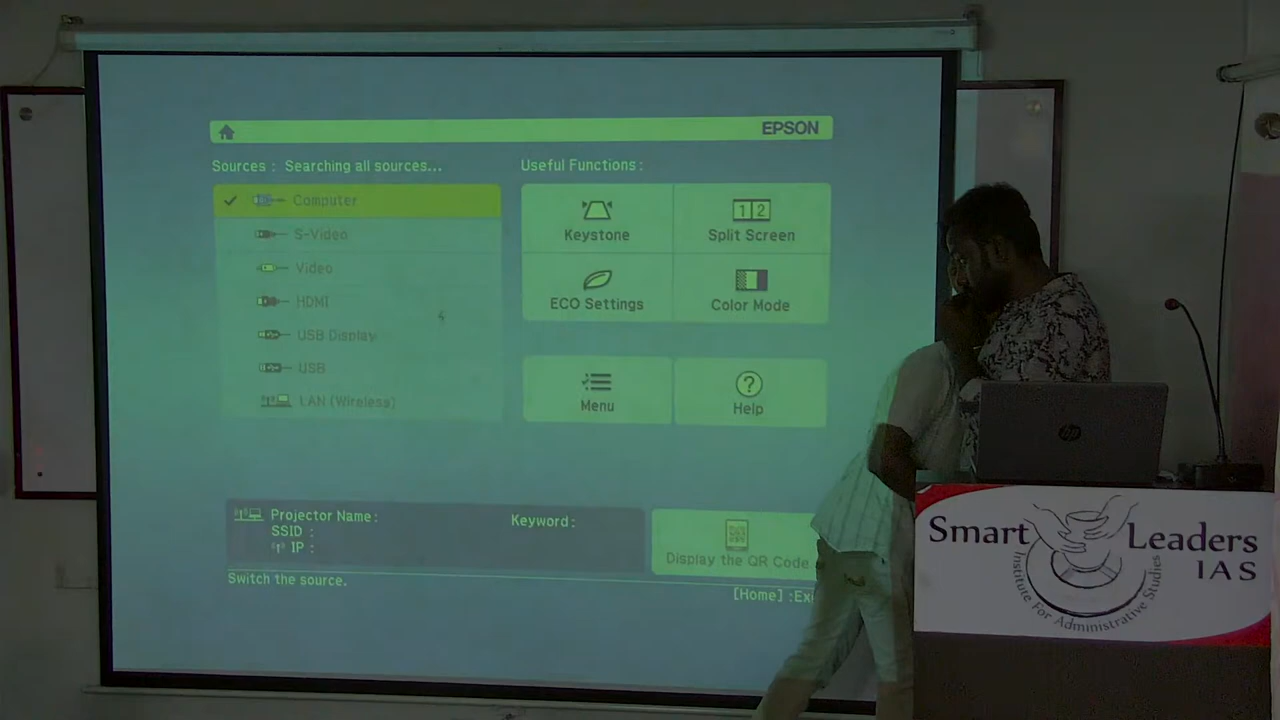 EPSON
Sources : Searching all sources...
Computer
S-Video
Video
HDMI
USB Display
USB
LAN (Wireless)
Useful Functions :
Keystone
Split Screen
ECO Settings
Color Mode
Menu
Help
Projector Name :
SSID :
IP :
Keyword :
Display the QR Code
Switch the source.
[Home] :Exi
Smart Leaders
IAS
Institute For Administrative Studies
hp